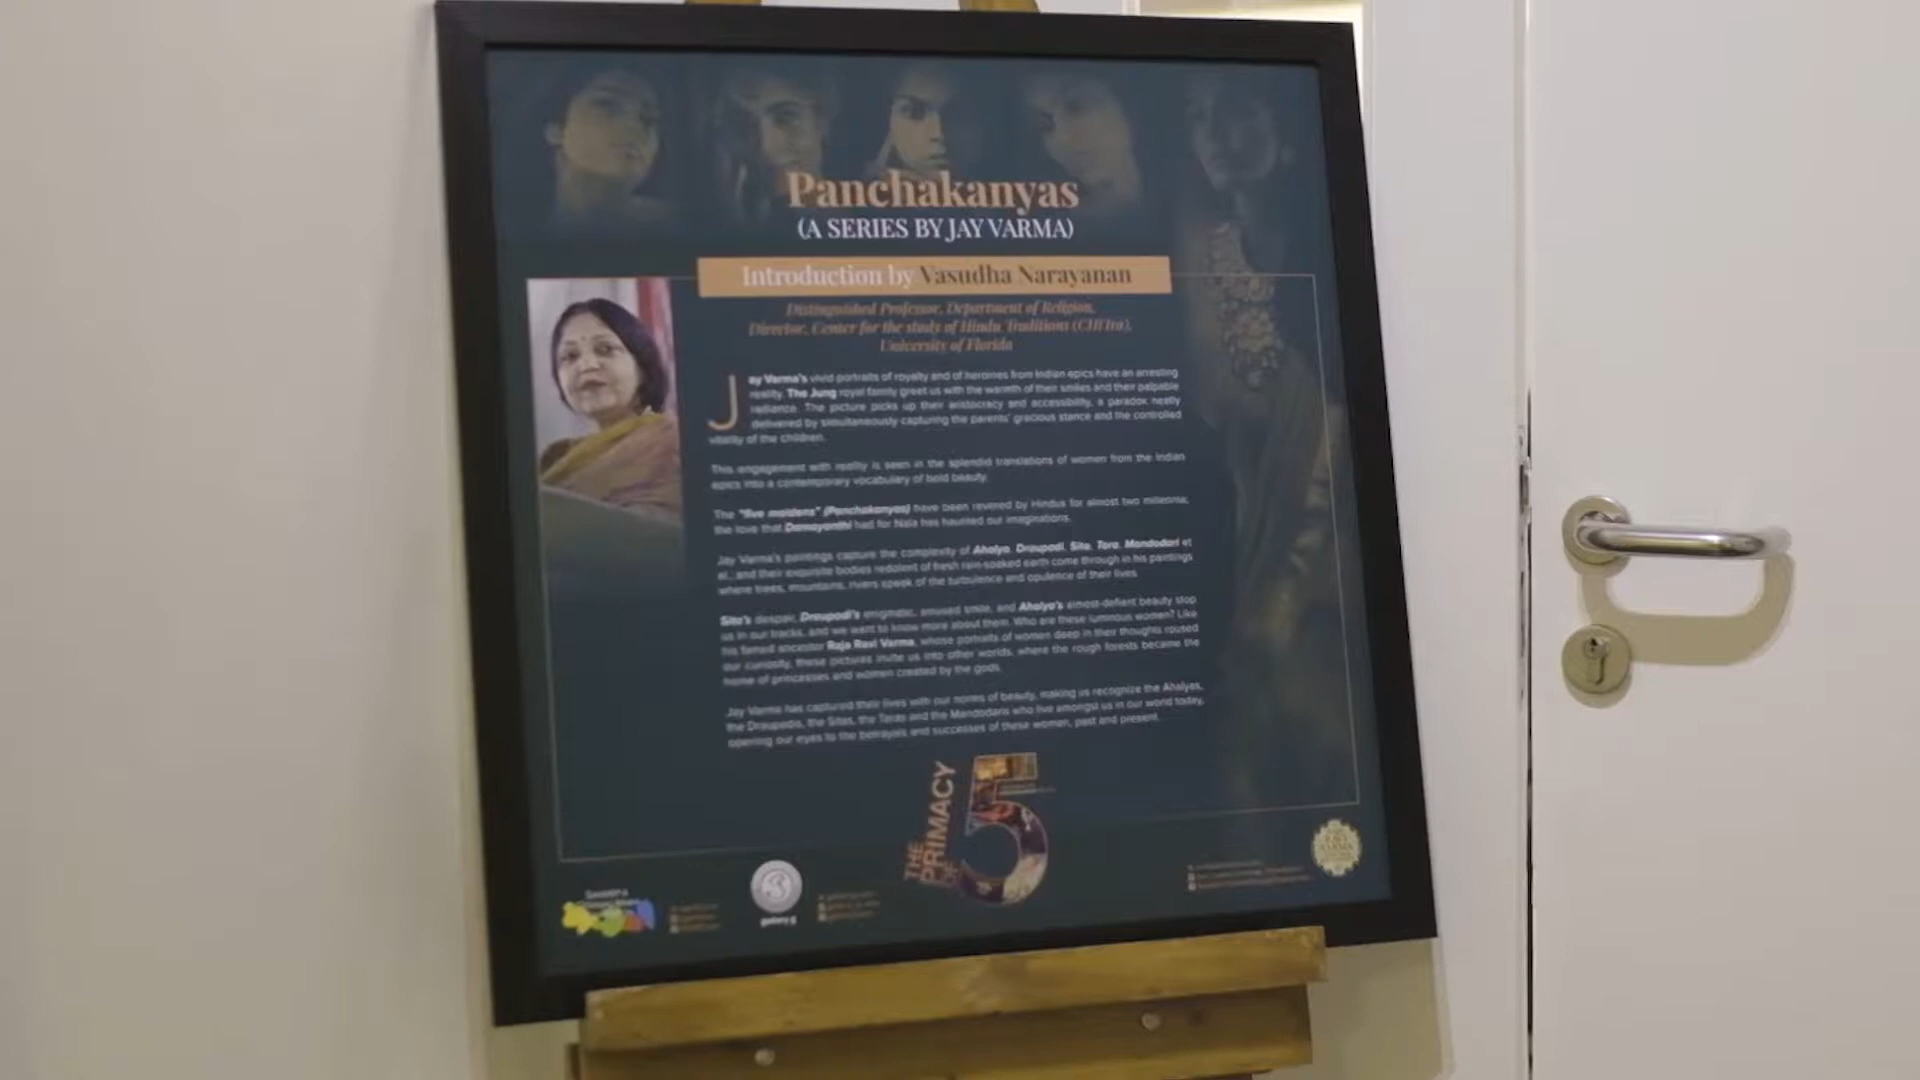 Panchakanyas
(A SERIES BY JAY VARMA)
Introduction by Vasudha Narayanan
Distinguished Professor, Department of Religion,
Director, Center for the study of Hindu Traditions (CHiTra),
University of Florida
Jay Varma's vivid portraits of royalty and of heroines from Indian epics have an arresting
reality. The Jung royal family greet us with the warmth of their smiles and their palpable
radiance. The picture picks up their aristocracy and accessibility, a paradox neatly
delivered by simultaneously capturing the parents' gracious stance and the controlled
vitality of the children.
This engagement with reality is seen in the splendid translations of women from the Indian
epics into a contemporary vocabulary of bold beauty.
The "five maidens" (Panchakanyas) have been revered by Hindus for almost two millennia;
the love that Damayanthi had for Nala has haunted our imaginations.
Jay Varma's paintings capture the complexity of Ahalya, Draupadi, Sita, Tara, Mandodari et
al., and their exquisite bodies redolent of fresh rain-soaked earth come through in his paintings
where trees, mountains, rivers speak of the turbulence and opulence of their lives.
Sita's despair, Draupadi's enigmatic, amused smile, and Ahalya's almost-defiant beauty stop
us in our tracks, and we want to know more about them. Who are these luminous women? Like
his famed ancestor Raja Ravi Varma, whose portraits of women deep in their thoughts roused
our curiosity, these pictures invite us into other worlds, where the rough forests became the
home of princesses and women created by the gods.
Jay Varma has captured their lives with our norms of beauty, making us recognize the Ahalyas,
the Draupadis, the Sitas, the Taras and the Mandodaris who live amongst us in our world today,
opening our eyes to the betrayals and successes of these women, past and present.
THE PRIMACY OF 5
gallery g